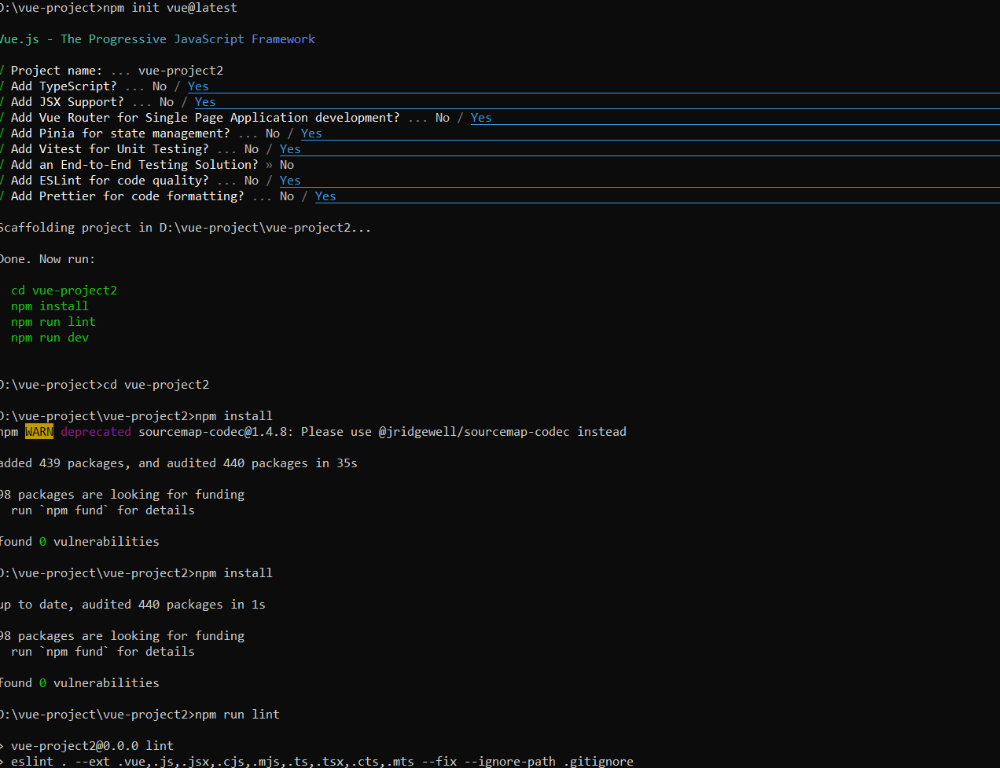 D:\vue-project>npm init vue@latest
Vue.js - The Progressive JavaScript Framework
√ Project name: ... vue-project2
√ Add TypeScript? ... No / Yes
√ Add JSX Support? ... No / Yes
√ Add Vue Router for Single Page Application development? ... No / Yes
√ Add Pinia for state management? ... No / Yes
√ Add Vitest for Unit Testing? ... No / Yes
√ Add an End-to-End Testing Solution? » No
√ Add ESLint for code quality? ... No / Yes
√ Add Prettier for code formatting? ... No / Yes
Scaffolding project in D:\vue-project\vue-project2...
Done. Now run:
cd vue-project2
npm install
npm run lint
npm run dev
D:\vue-project>cd vue-project2
D:\vue-project\vue-project2>npm install
npm WARN deprecated sourcemap-codec@1.4.8: Please use @jridgewell/sourcemap-codec instead
added 439 packages, and audited 440 packages in 35s
98 packages are looking for funding
run `npm fund` for details
found 0 vulnerabilities
D:\vue-project\vue-project2>npm install
up to date, audited 440 packages in 1s
98 packages are looking for funding
run `npm fund` for details
found 0 vulnerabilities
D:\vue-project\vue-project2>npm run lint
> vue-project2@0.0.0 lint
> eslint . --ext .vue,.js,.jsx,.cjs,.mjs,.ts,.tsx,.cts,.mts --fix --ignore-path .gitignore